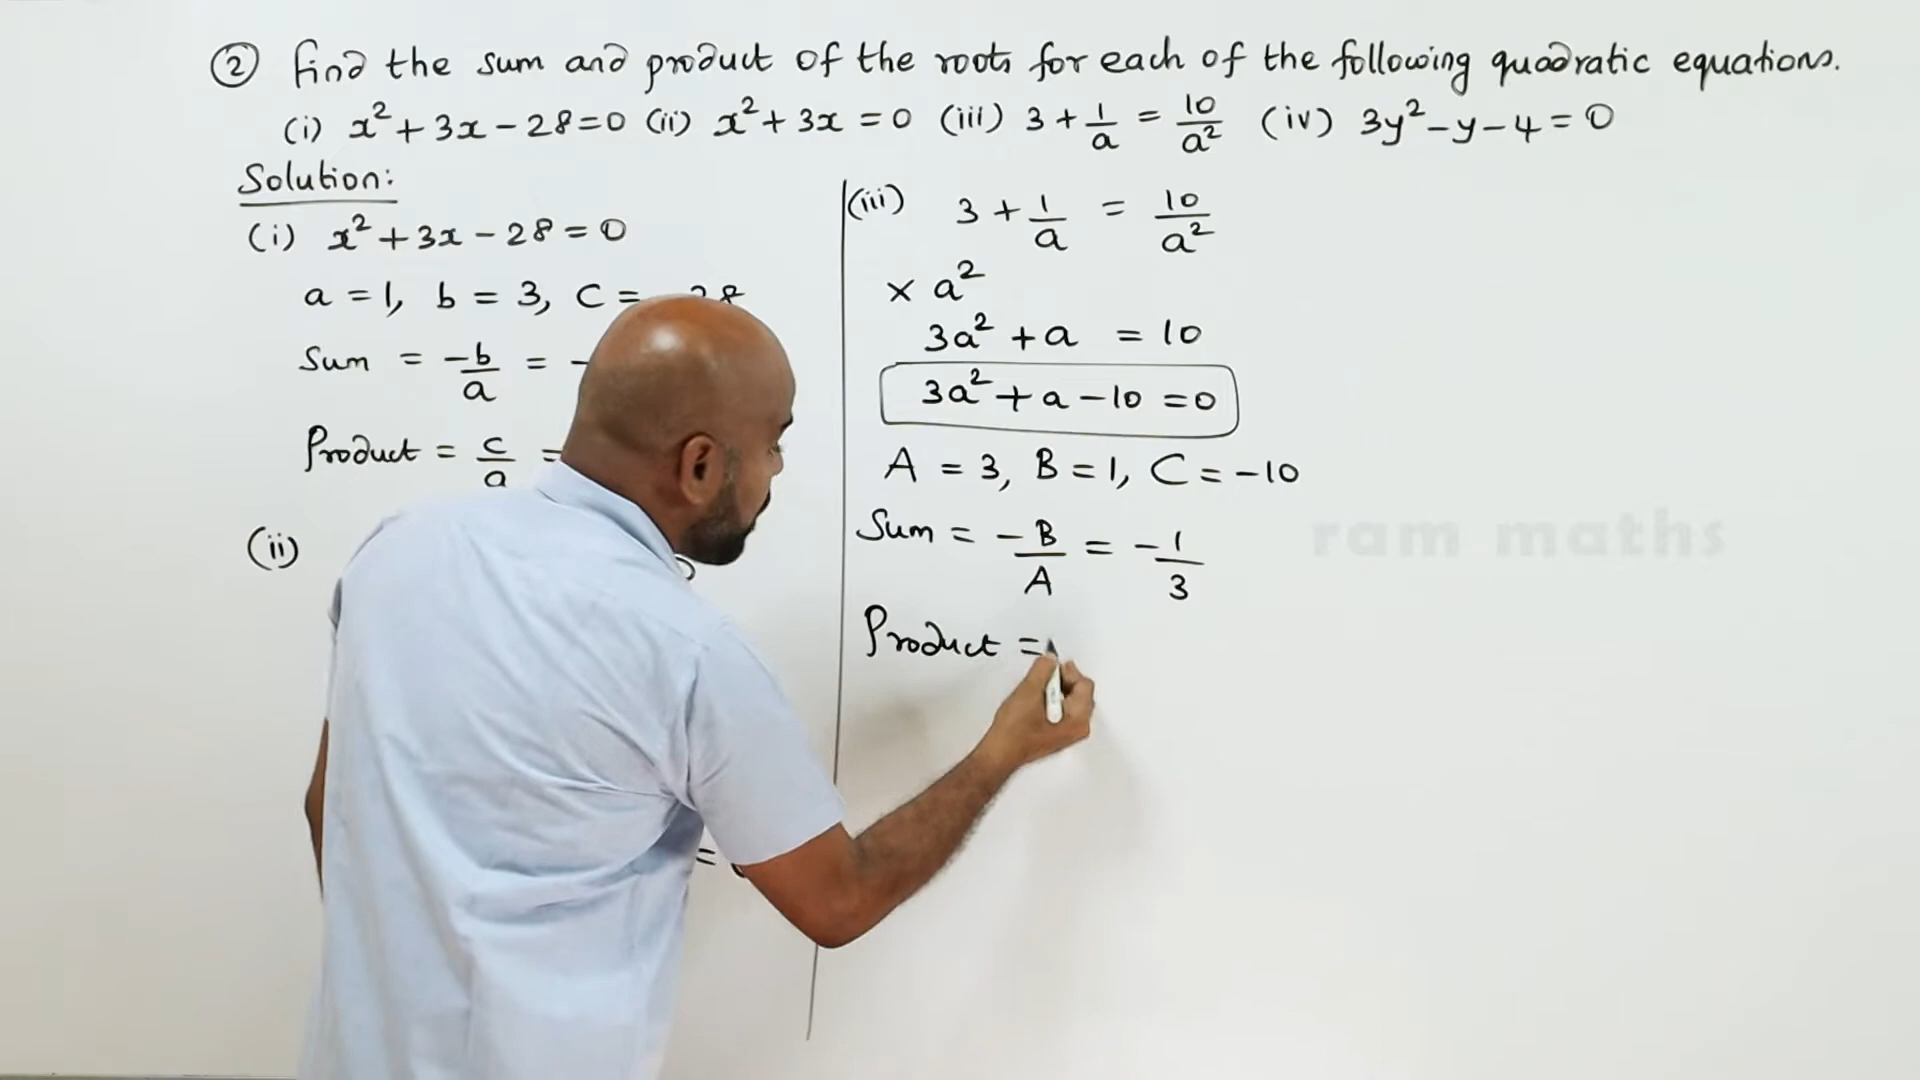 ② Find the sum and product of the roots for each of the following quadratic equations.
(i) x² + 3x - 28 = 0 (ii) x² + 3x = 0 (iii) 3 + 1/a = 10/a² (iv) 3y² - y - 4 = 0
Solution:
(i) x² + 3x - 28 = 0
a = 1, b = 3, C = -28
Sum = -b/a = -
Product = c/a =
(ii)
=
(iii) 3 + 1/a = 10/a²
× a²
3a² + a = 10
3a² + a - 10 = 0
A = 3, B = 1, C = -10
Sum = -B/A = -1/3
Product =
ram maths